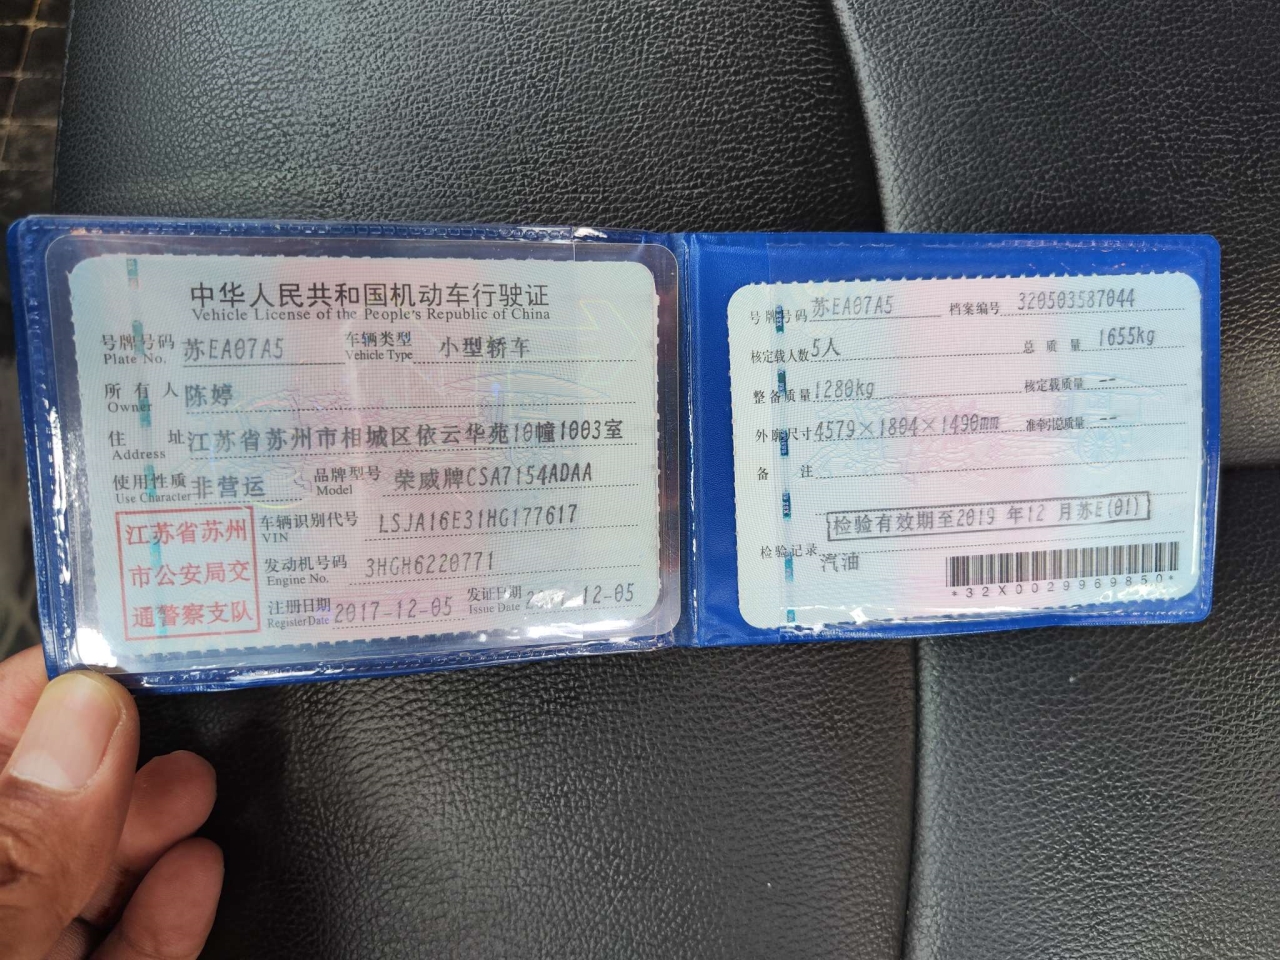 中华人民共和国机动车行驶证
Vehicle License of the People's Republic of China
号牌号码 苏EA07A5 车辆类型 小型轿车
Plate No. Vehicle Type
所有人 陈婷
Owner
住址 江苏省苏州市相城区依云华苑10幢1003室
Address
使用性质 非营运 品牌型号 荣威牌CSA7154ADAA
Use Character Model
江苏省苏州
市公安局交
通警察支队
车辆识别代号 LSJA16E31HG177617
VIN
发动机号码 3HGH6220771
Engine No.
注册日期 2017-12-05 发证日期 12-05
Register Date Issue Date
号牌号码 苏EA07A5 档案编号 320503587044
核定载人数 5人 总质量 1655kg
整备质量 1280kg 核定载质量 --
外廓尺寸 4579×1804×1490mm 准牵引总质量 --
备注
检验有效期至2019 年12 月苏E(01)
检验记录
汽油
*32X0029969850*